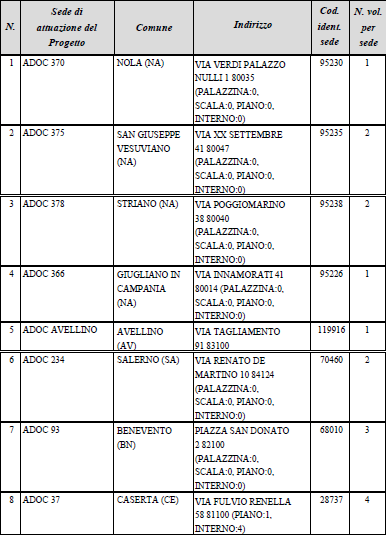 N. Sede di attuazione del Progetto Comune Indirizzo Cod. ident. sede N. vol. per sede
1 ADOC 370 NOLA (NA) VIA VERDI PALAZZO 95230 1
NULLI 1 80035
(PALAZZINA:0,
SCALA:0, PIANO:0,
INTERNO:0)
2 ADOC 375 SAN GIUSEPPE VIA XX SETTEMBRE 95235 2
VESUVIANO 41 80047
(NA) (PALAZZINA:0,
SCALA:0, PIANO:0,
INTERNO:0)
3 ADOC 378 STRIANO (NA) VIA POGGIOMARINO 95238 2
38 80040
(PALAZZINA:0,
SCALA:0, PIANO:0,
INTERNO:0)
4 ADOC 366 GIUGLIANO IN VIA INNAMORATI 41 95226 1
CAMPANIA 80014 (PALAZZINA:0,
(NA) SCALA:0, PIANO:0,
INTERNO:0)
5 ADOC AVELLINO AVELLINO VIA TAGLIAMENTO 119916 1
(AV) 91 83100
6 ADOC 234 SALERNO (SA) VIA RENATO DE 70460 2
MARTINO 10 84124
(PALAZZINA:0,
SCALA:0, PIANO:0,
INTERNO:0)
7 ADOC 93 BENEVENTO PIAZZA SAN DONATO 68010 3
(BN) 2 82100
(PALAZZINA:0,
SCALA:0, PIANO:0,
INTERNO:0)
8 ADOC 37 CASERTA (CE) VIA FULVIO RENELLA 28737 4
58 81100 (PIANO:1,
INTERNO:4)